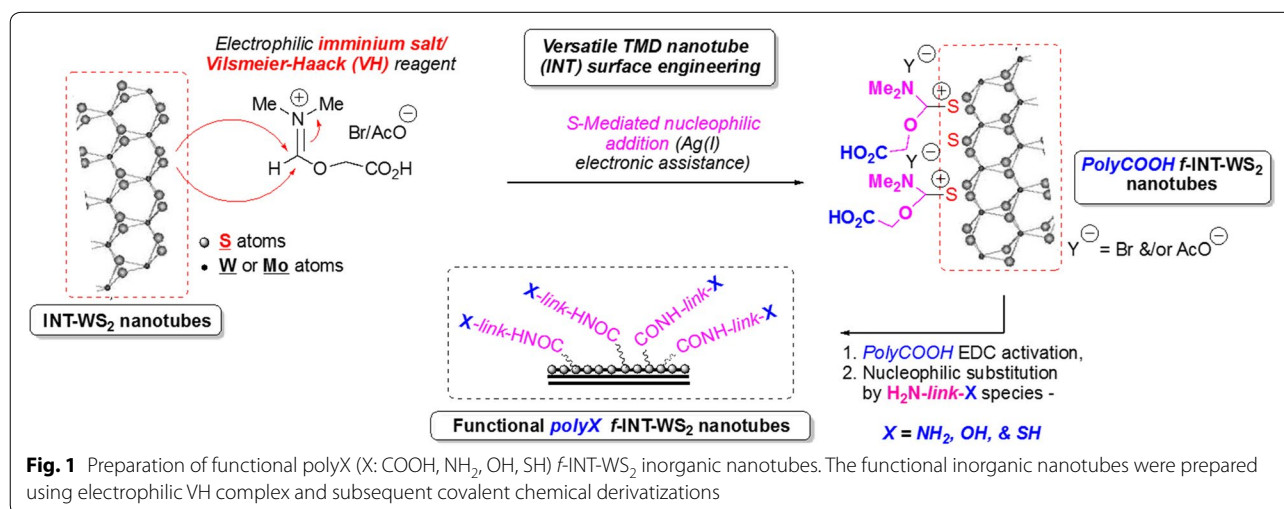 Electrophilic imminium salt/
Vilsmeier-Haack (VH)
reagent
Me
Me
⊕
N
Br/AcO⊖
H
O
CO₂H
S atoms
W or Mo atoms
INT-WS₂ nanotubes
Versatile TMD nanotube
(INT) surface engineering
S-Mediated nucleophilic
addition (Ag(I)
electronic assistance)
Y⊖
Me₂N
⊕
S
O
S
HO₂C
Y⊖
Me₂N
⊕
S
O
HO₂C
PolyCOOH f-INT-WS₂
nanotubes
Y⊖ = Br &/or AcO⊖
1. PolyCOOH EDC activation,
2. Nucleophilic substitution
by H₂N-link-X species -
X = NH₂, OH, & SH
X-link-HNOC
X-link-HNOC
CONH-link-X
CONH-link-X
Functional polyX f-INT-WS₂ nanotubes
Fig. 1 Preparation of functional polyX (X: COOH, NH₂, OH, SH) f-INT-WS₂ inorganic nanotubes. The functional inorganic nanotubes were prepared
using electrophilic VH complex and subsequent covalent chemical derivatizations